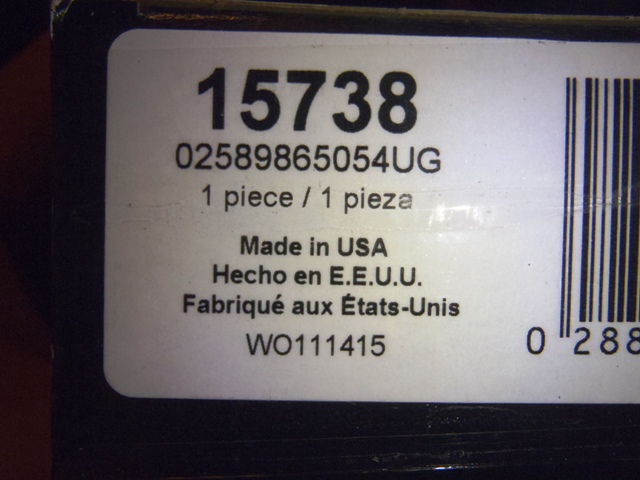 15738
02589865054UG
1 piece / 1 pieza
Made in USA
Hecho en E.E.U.U.
Fabriqué aux États-Unis
WO111415
0 288